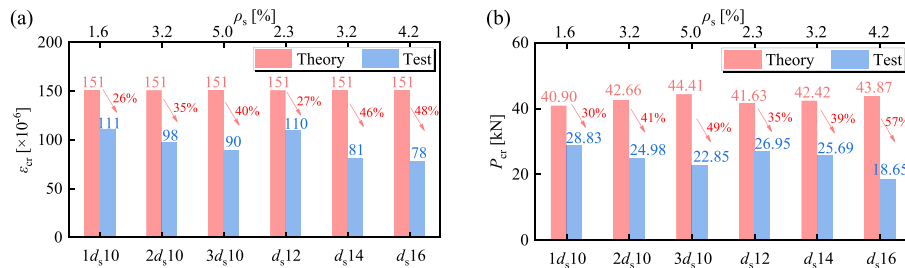 (a)
ρs [%]
1.6 3.2 5.0 2.3 3.2 4.2
Theory Test
εcr [×10-6]
200
150
100
50
0
151 151 151 151 151 151
26% 35% 40% 27% 46% 48%
111 98 90 110 81 78
1ds10 2ds10 3ds10 ds12 ds14 ds16
(b)
ρs [%]
1.6 3.2 5.0 2.3 3.2 4.2
Theory Test
Pcr [kN]
60
40
20
0
40.90 42.66 44.41 41.63 42.42 43.87
30% 41% 49% 35% 39% 57%
28.83 24.98 22.85 26.95 25.69 18.65
1ds10 2ds10 3ds10 ds12 ds14 ds16